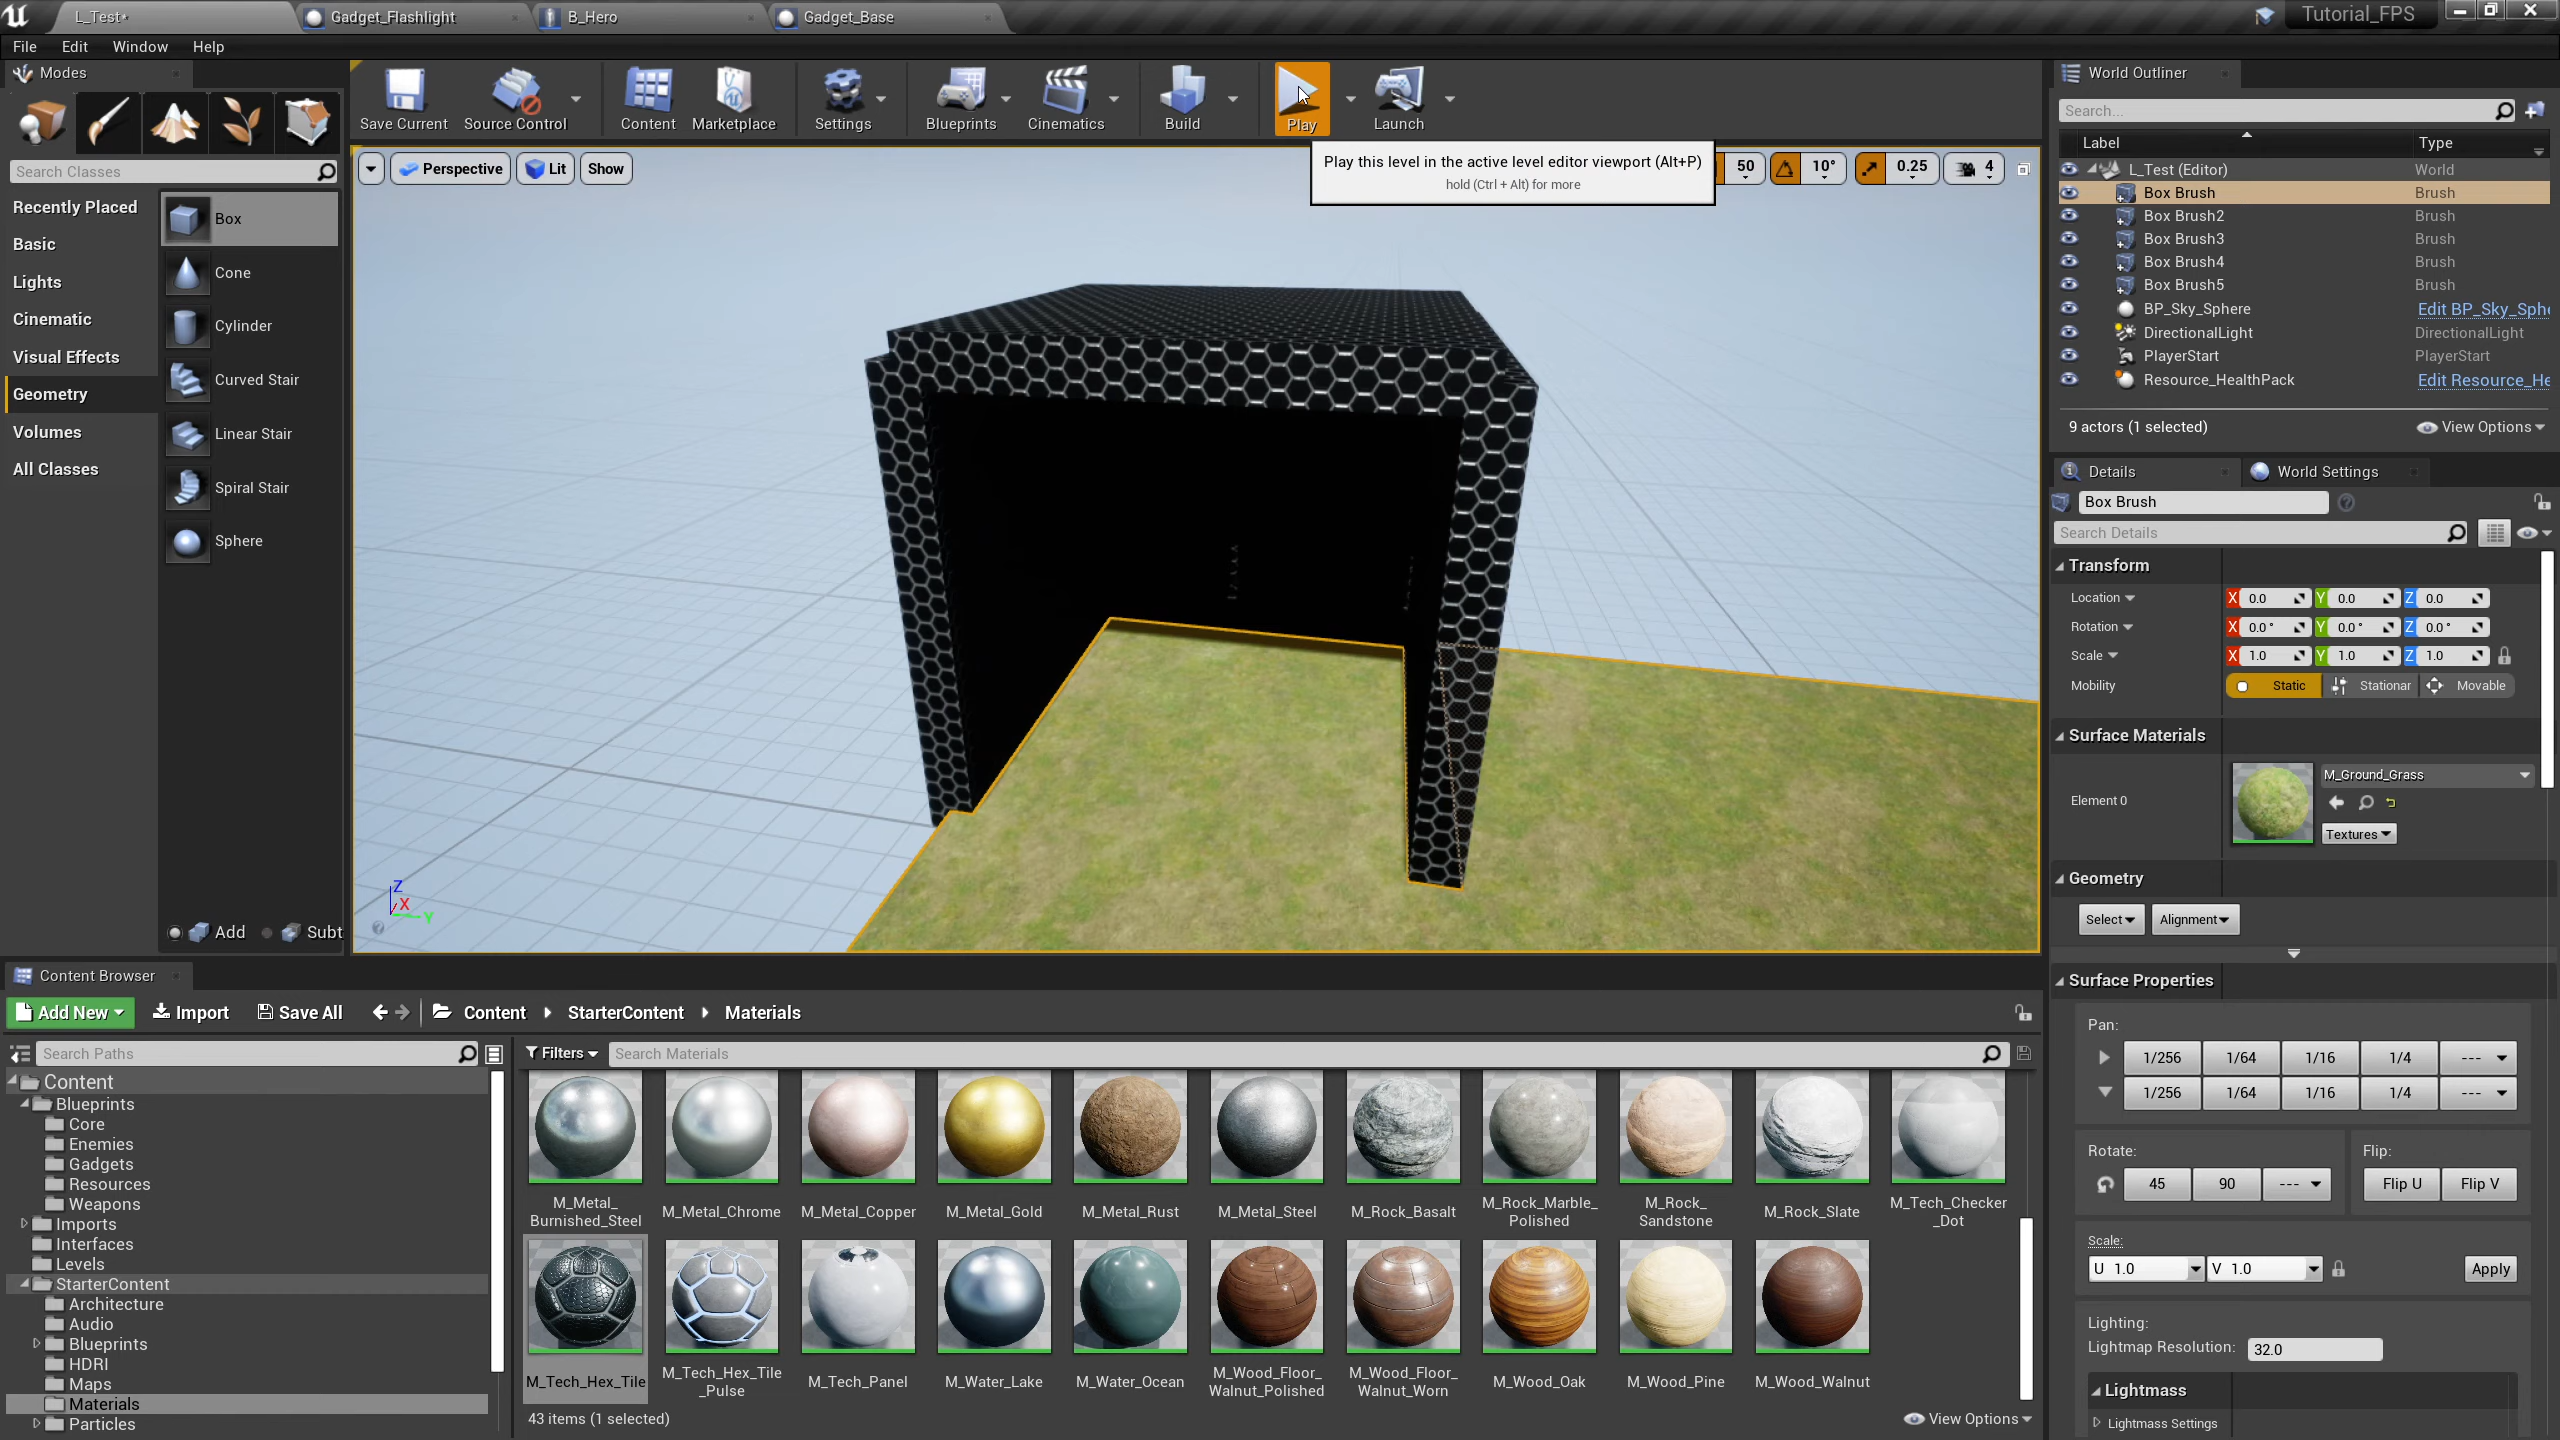 L_Test*
Gadget_Flashlight
B_Hero
Gadget_Base
Tutorial_FPS
File Edit Window Help
Modes
Save Current
Source Control
Content
Marketplace
Settings
Blueprints
Cinematics
Build
Play
Launch
Search Classes
Recently Placed
Basic
Lights
Cinematic
Visual Effects
Geometry
Volumes
All Classes
Box
Cone
Cylinder
Curved Stair
Linear Stair
Spiral Stair
Sphere
Add
Subt
Perspective
Lit
Show
Play this level in the active level editor viewport (Alt+P)
hold (Ctrl + Alt) for more
50
10°
0.25
4
Z
X
Y
World Outliner
Search...
Label Type
L_Test (Editor) World
Box Brush Brush
Box Brush2 Brush
Box Brush3 Brush
Box Brush4 Brush
Box Brush5 Brush
BP_Sky_Sphere Edit BP_Sky_Sphe
DirectionalLight DirectionalLight
PlayerStart PlayerStart
Resource_HealthPack Edit Resource_He
9 actors (1 selected)
View Options
Details
World Settings
Box Brush
Search Details
Transform
Location X 0.0 Y 0.0 Z 0.0
Rotation X 0.0 ° Y 0.0 ° Z 0.0 °
Scale X 1.0 Y 1.0 Z 1.0
Mobility Static Stationar Movable
Surface Materials
Element 0
M_Ground_Grass
Textures
Geometry
Select
Alignment
Surface Properties
Pan:
1/256 1/64 1/16 1/4 ---
1/256 1/64 1/16 1/4 ---
Rotate:
45 90 ---
Flip:
Flip U Flip V
Scale:
U 1.0 V 1.0 Apply
Lighting:
Lightmap Resolution: 32.0
Lightmass
Lightmass Settings
Content Browser
Add New
Import
Save All
Content
StarterContent
Materials
Search Paths
Filters
Search Materials
Content
Blueprints
Core
Enemies
Gadgets
Resources
Weapons
Imports
Interfaces
Levels
StarterContent
Architecture
Audio
Blueprints
HDRI
Maps
Materials
Particles
M_Metal_
Burnished_Steel
M_Metal_Chrome
M_Metal_Copper
M_Metal_Gold
M_Metal_Rust
M_Metal_Steel
M_Rock_Basalt
M_Rock_Marble_
Polished
M_Rock_
Sandstone
M_Rock_Slate
M_Tech_Checker
_Dot
M_Tech_Hex_Tile
M_Tech_Hex_Tile
_Pulse
M_Tech_Panel
M_Water_Lake
M_Water_Ocean
M_Wood_Floor_
Walnut_Polished
M_Wood_Floor_
Walnut_Worn
M_Wood_Oak
M_Wood_Pine
M_Wood_Walnut
43 items (1 selected)
View Options